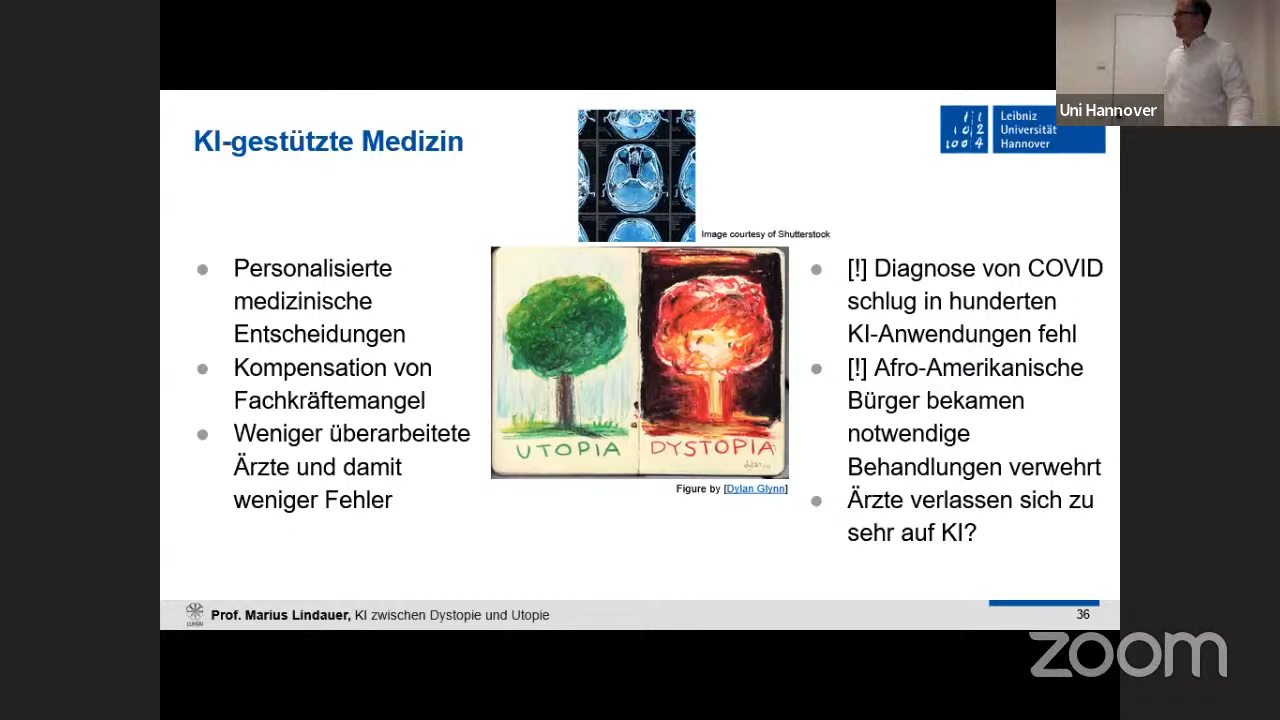 Uni Hannover
KI-gestützte Medizin
Leibniz
Universität
Hannover
Image courtesy of Shutterstock
Personalisierte
medizinische
Entscheidungen
Kompensation von
Fachkräftemangel
Weniger überarbeitete
Ärzte und damit
weniger Fehler
UTOPIA
DYSTOPIA
Figure by [Dylan Glynn]
[!] Diagnose von COVID
schlug in hunderten
KI-Anwendungen fehl
[!] Afro-Amerikanische
Bürger bekamen
notwendige
Behandlungen verwehrt
Ärzte verlassen sich zu
sehr auf KI?
Prof. Marius Lindauer, KI zwischen Dystopie und Utopie
36
zoom